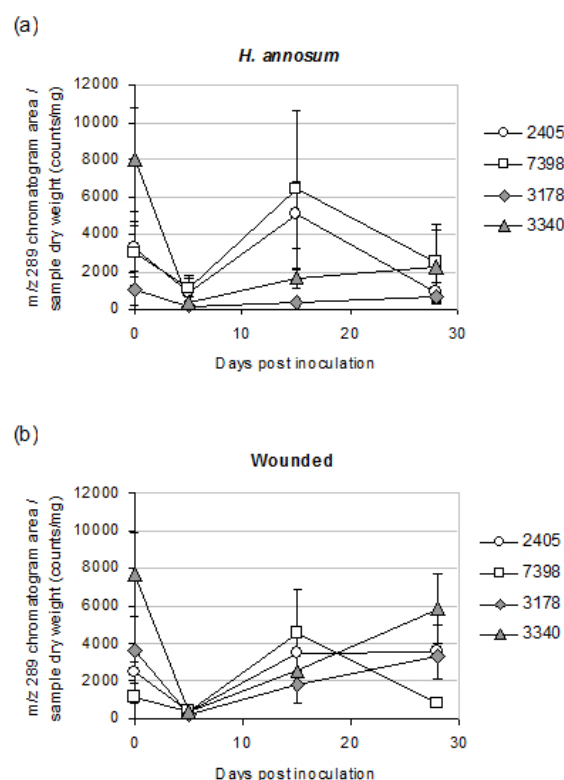 (a)
H. annosum
m/z 289 chromatogram area /
sample dry weight (counts/mg)
12000
10000
8000
6000
4000
2000
0
0 10 20 30
Days post inoculation
2405
7398
3178
3340
(b)
Wounded
m/z 289 chromatogram area /
sample dry weight (counts/mg)
12000
10000
8000
6000
4000
2000
0
0 10 20 30
Days post inoculation
2405
7398
3178
3340